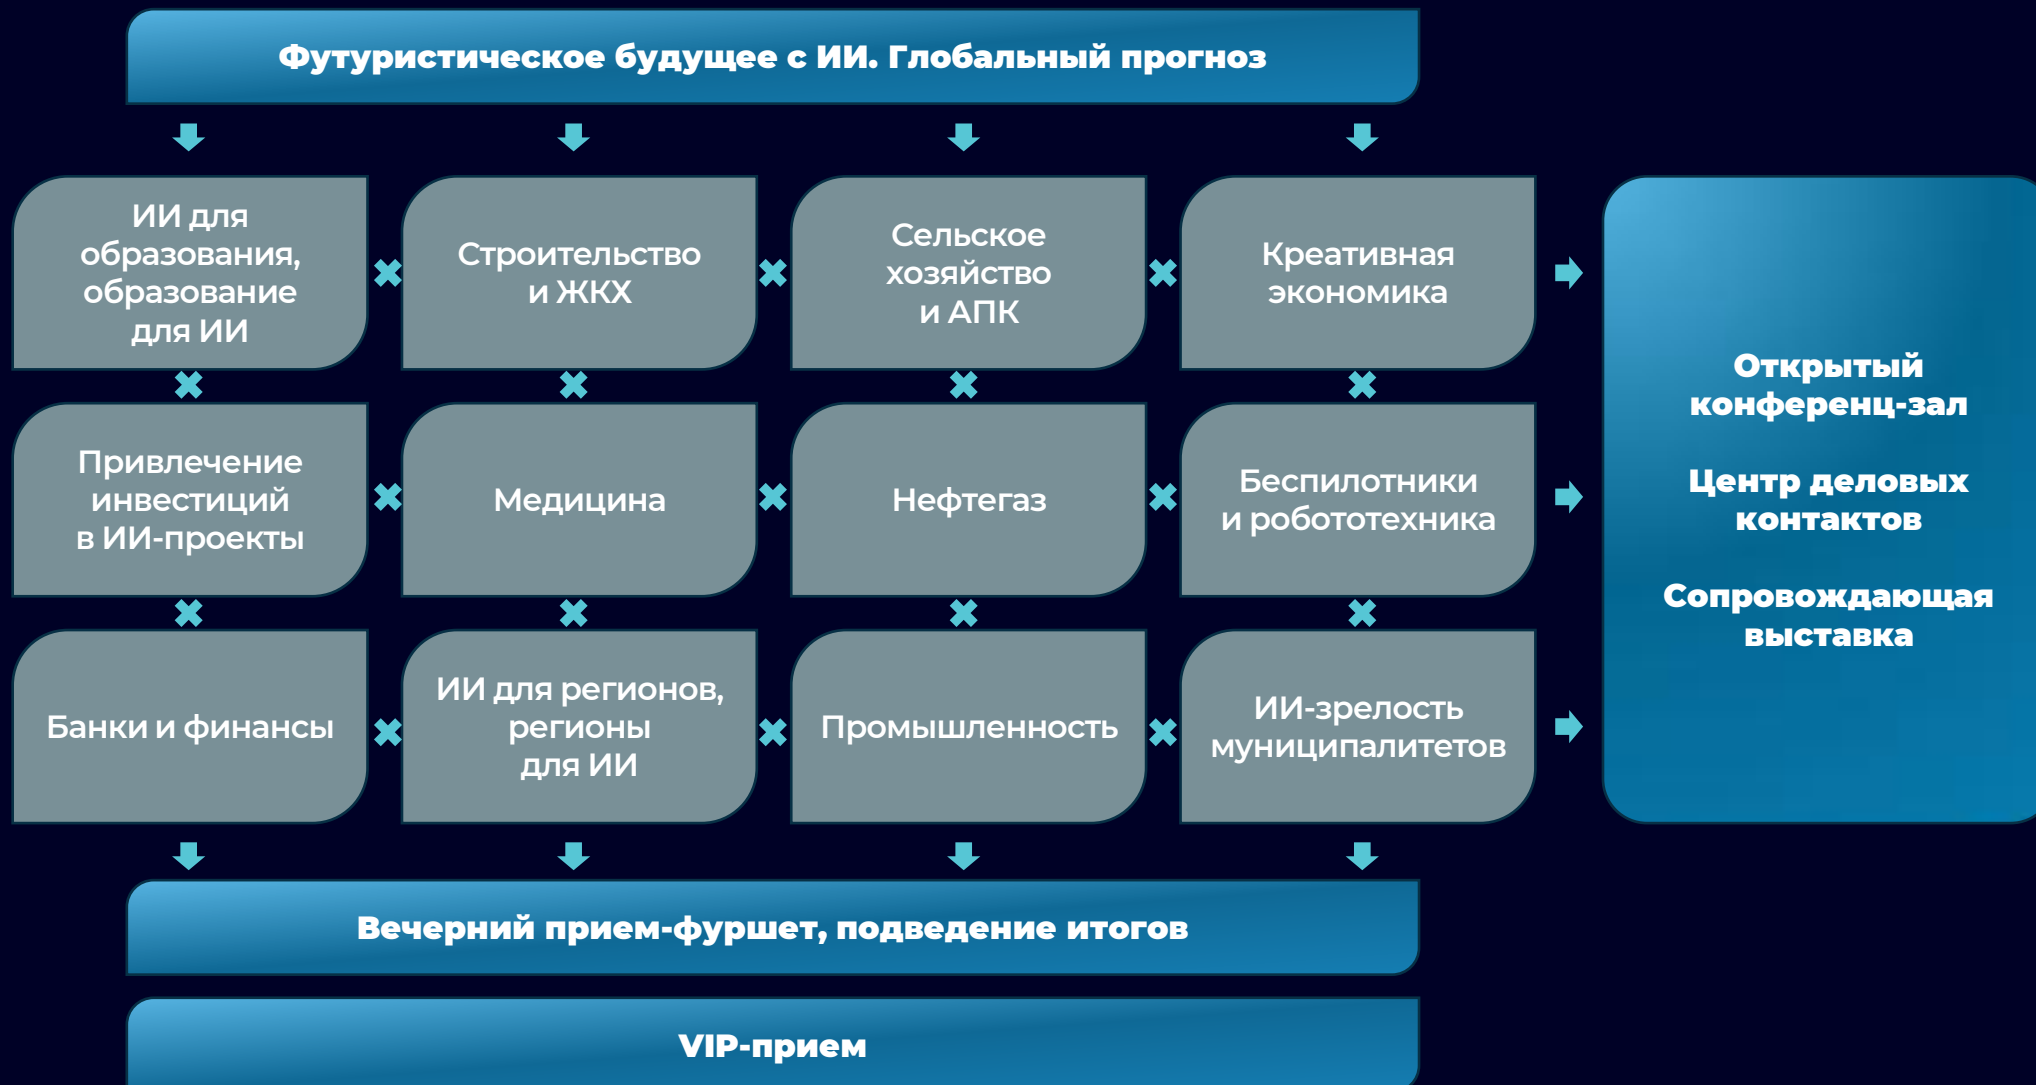 Футуристическое будущее с ИИ. Глобальный прогноз
ИИ для
образования,
образование
для ИИ
Строительство
и ЖКХ
Сельское
хозяйство
и АПК
Креативная
экономика
Привлечение
инвестиций
в ИИ-проекты
Медицина
Нефтегаз
Беспилотники
и робототехника
Банки и финансы
ИИ для регионов,
регионы
для ИИ
Промышленность
ИИ-зрелость
муниципалитетов
Открытый
конференц-зал
Центр деловых
контактов
Сопровождающая
выставка
Вечерний прием-фуршет, подведение итогов
VIP-прием